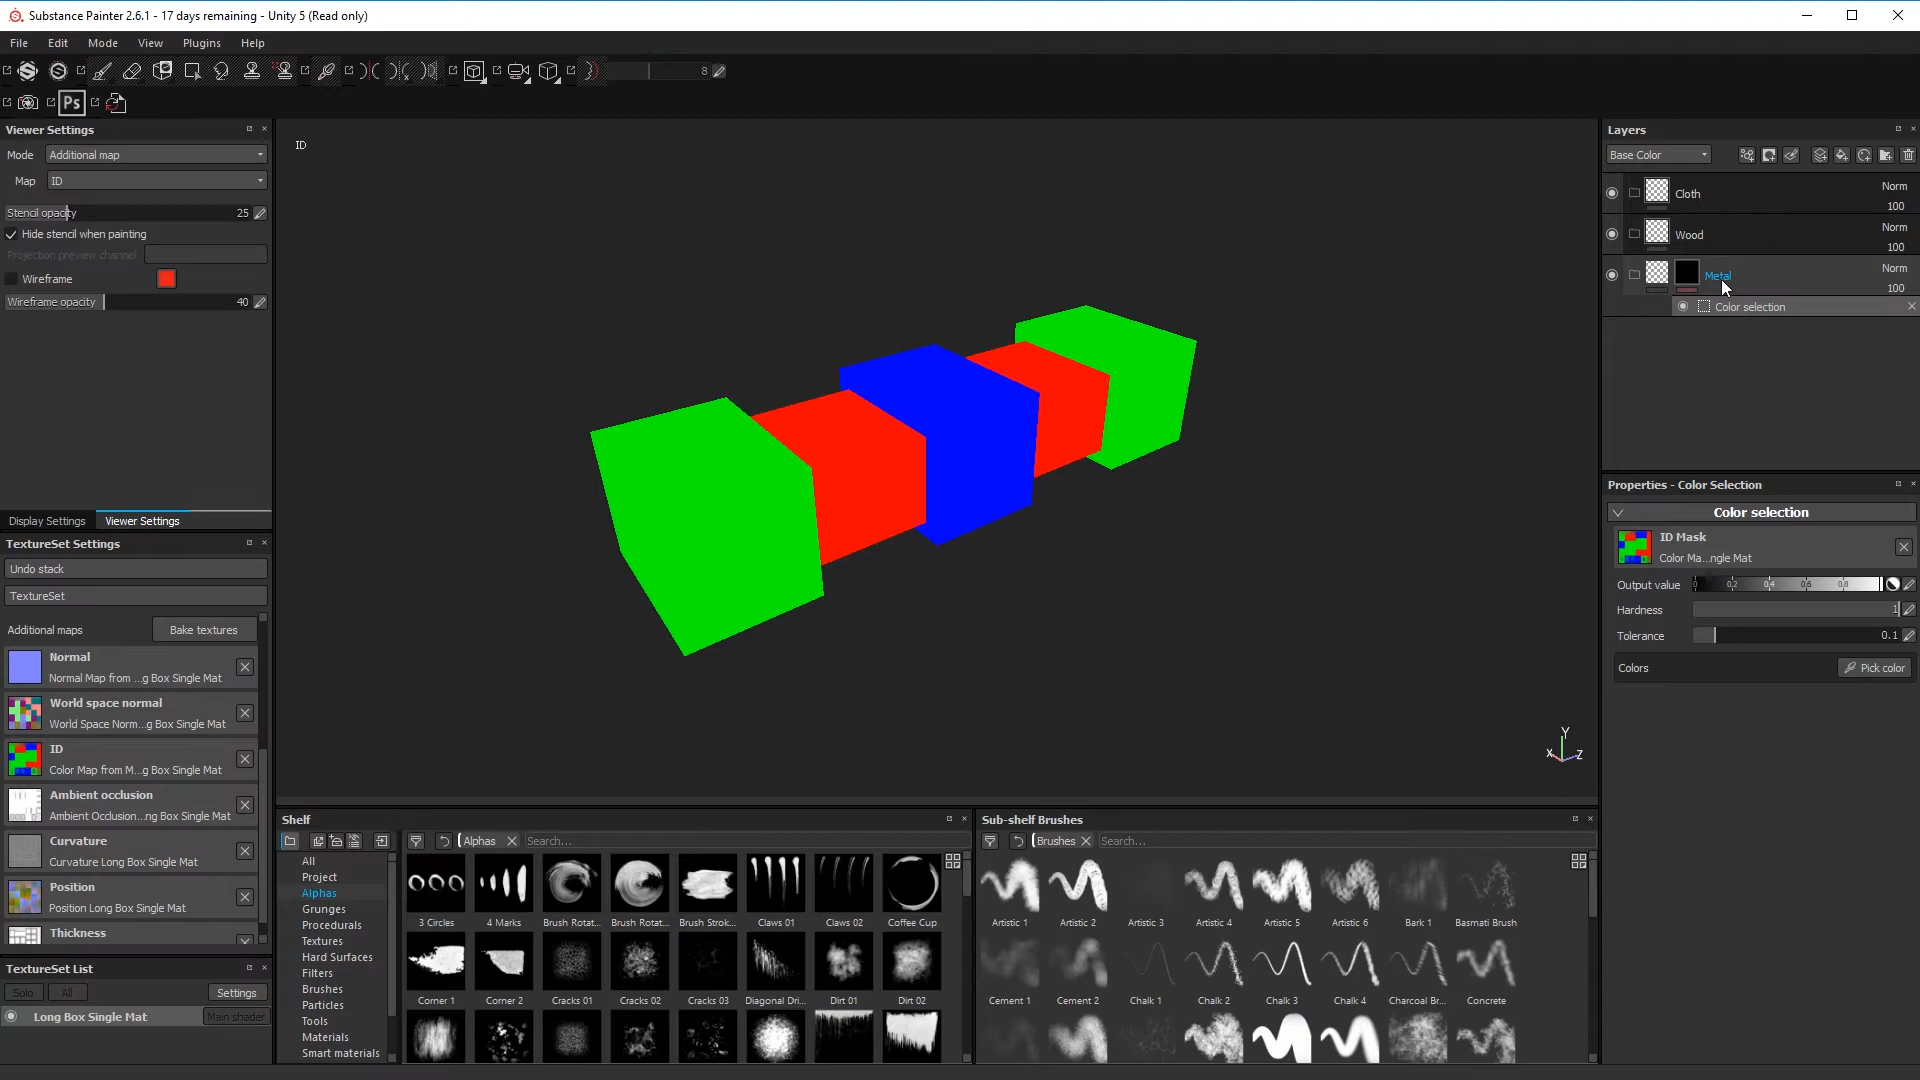 Substance Painter 2.6.1 - 17 days remaining - Unity 5 (Read only)
File Edit Mode View Plugins Help
8
Ps
Viewer Settings
Mode Additional map
Map ID
Stencil opacity 25
Hide stencil when painting
Projection preview channel
Wireframe
Wireframe opacity 40
Display Settings Viewer Settings
TextureSet Settings
Undo stack
TextureSet
Additional maps Bake textures
Normal
Normal Map from ...g Box Single Mat
World space normal
World Space Norm...g Box Single Mat
ID
Color Map from M...g Box Single Mat
Ambient occlusion
Ambient Occlusion...ng Box Single Mat
Curvature
Curvature Long Box Single Mat
Position
Position Long Box Single Mat
Thickness
TextureSet List
Solo All Settings
Long Box Single Mat Main shader
ID
Y
X Z
Shelf
Alphas Search...
All
Project
Alphas
Grunges
Procedurals
Textures
Hard Surfaces
Filters
Brushes
Particles
Tools
Materials
Smart materials
3 Circles 4 Marks Brush Rotat... Brush Rotat... Brush Strok... Claws 01 Claws 02 Coffee Cup
Corner 1 Corner 2 Cracks 01 Cracks 02 Cracks 03 Diagonal Dri... Dirt 01 Dirt 02
Sub-shelf Brushes
Brushes Search...
Artistic 1 Artistic 2 Artistic 3 Artistic 4 Artistic 5 Artistic 6 Bark 1 Basmati Brush
Cement 1 Cement 2 Chalk 1 Chalk 2 Chalk 3 Chalk 4 Charcoal Br... Concrete
Layers
Base Color
Cloth Norm
100
Wood Norm
100
Metal Norm
100
Color selection
Properties - Color Selection
Color selection
ID Mask
Color Ma...ngle Mat
Output value 0 0.2 0.4 0.6 0.8
Hardness 1
Tolerance 0.1
Colors Pick color